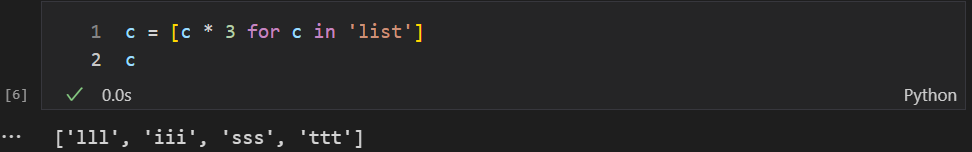 1 c = [c * 3 for c in 'list']
2 c
[6] 0.0s Python
['lll', 'iii', 'sss', 'ttt']